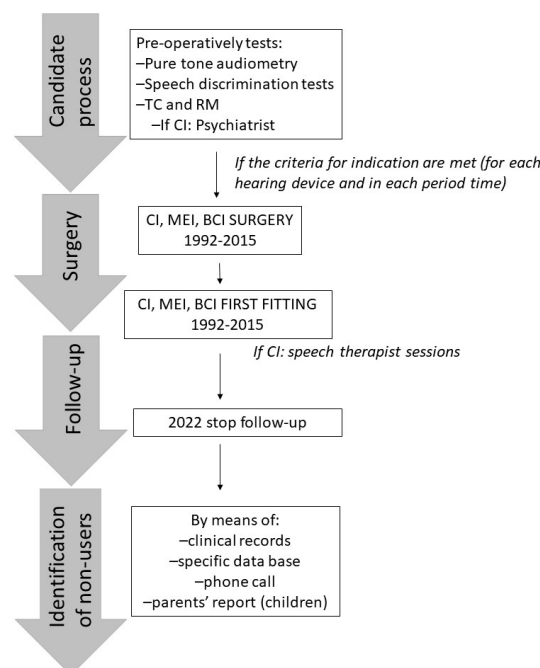 Candidate
process
Pre-operatively tests:
–Pure tone audiometry
–Speech discrimination tests
–TC and RM
–If CI: Psychiatrist
If the criteria for indication are met (for each
hearing device and in each period time)
Surgery
CI, MEI, BCI SURGERY
1992-2015
CI, MEI, BCI FIRST FITTING
1992-2015
If CI: speech therapist sessions
Follow-up
2022 stop follow-up
Identification
of non-users
By means of:
–clinical records
–specific data base
–phone call
–parents’ report (children)